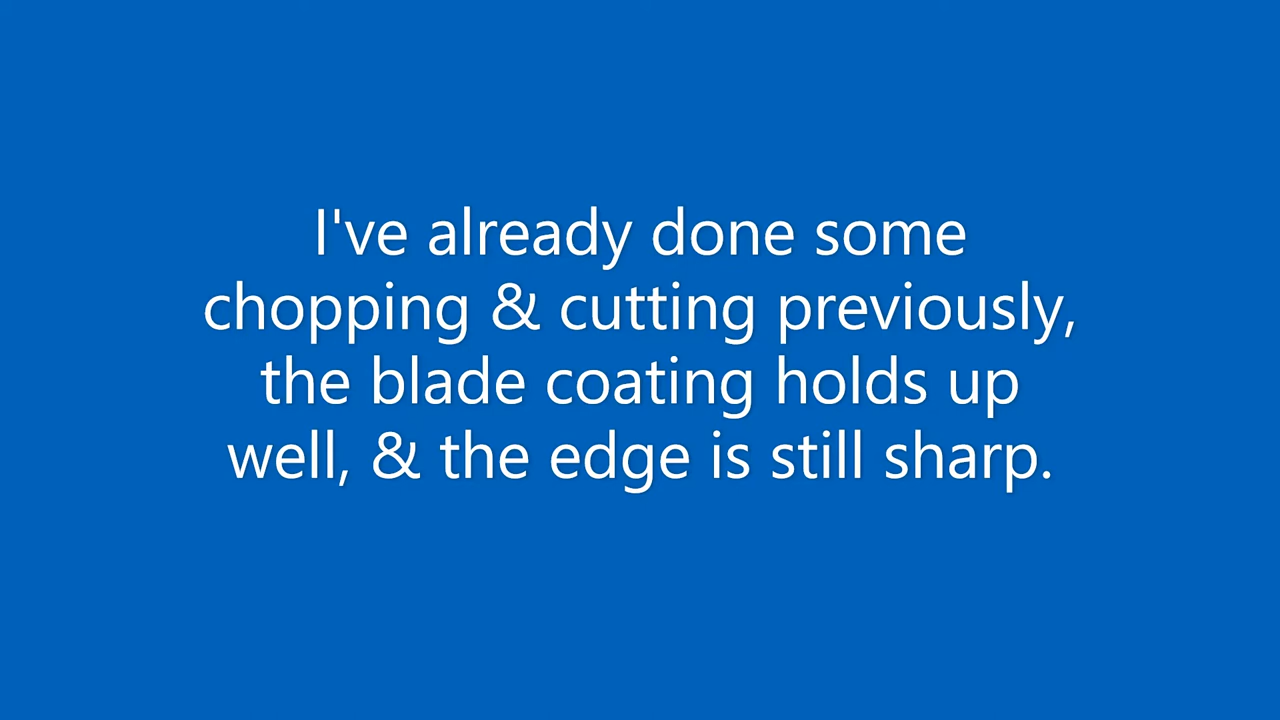 I've already done some
chopping & cutting previously,
the blade coating holds up
well, & the edge is still sharp.